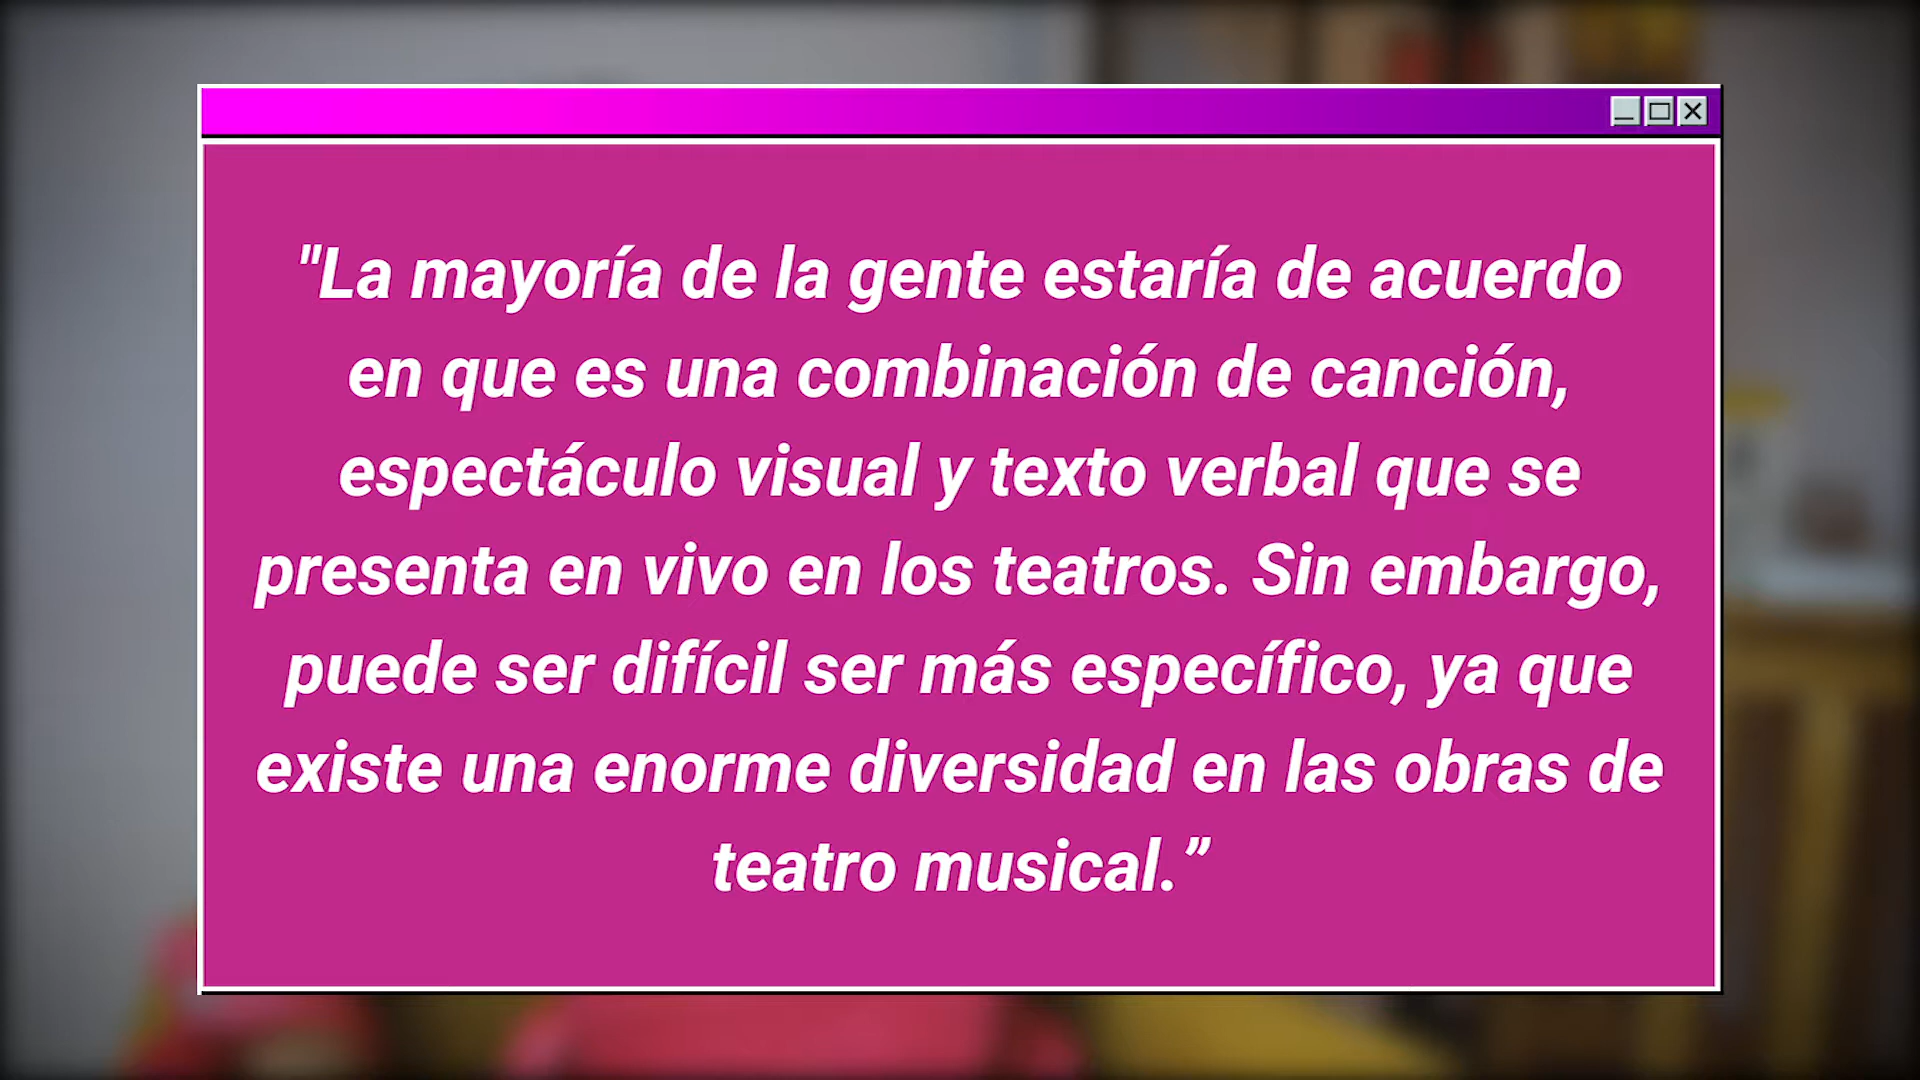 "La mayoría de la gente estaría de acuerdo
en que es una combinación de canción,
espectáculo visual y texto verbal que se
presenta en vivo en los teatros. Sin embargo,
puede ser difícil ser más específico, ya que
existe una enorme diversidad en las obras de
teatro musical.”